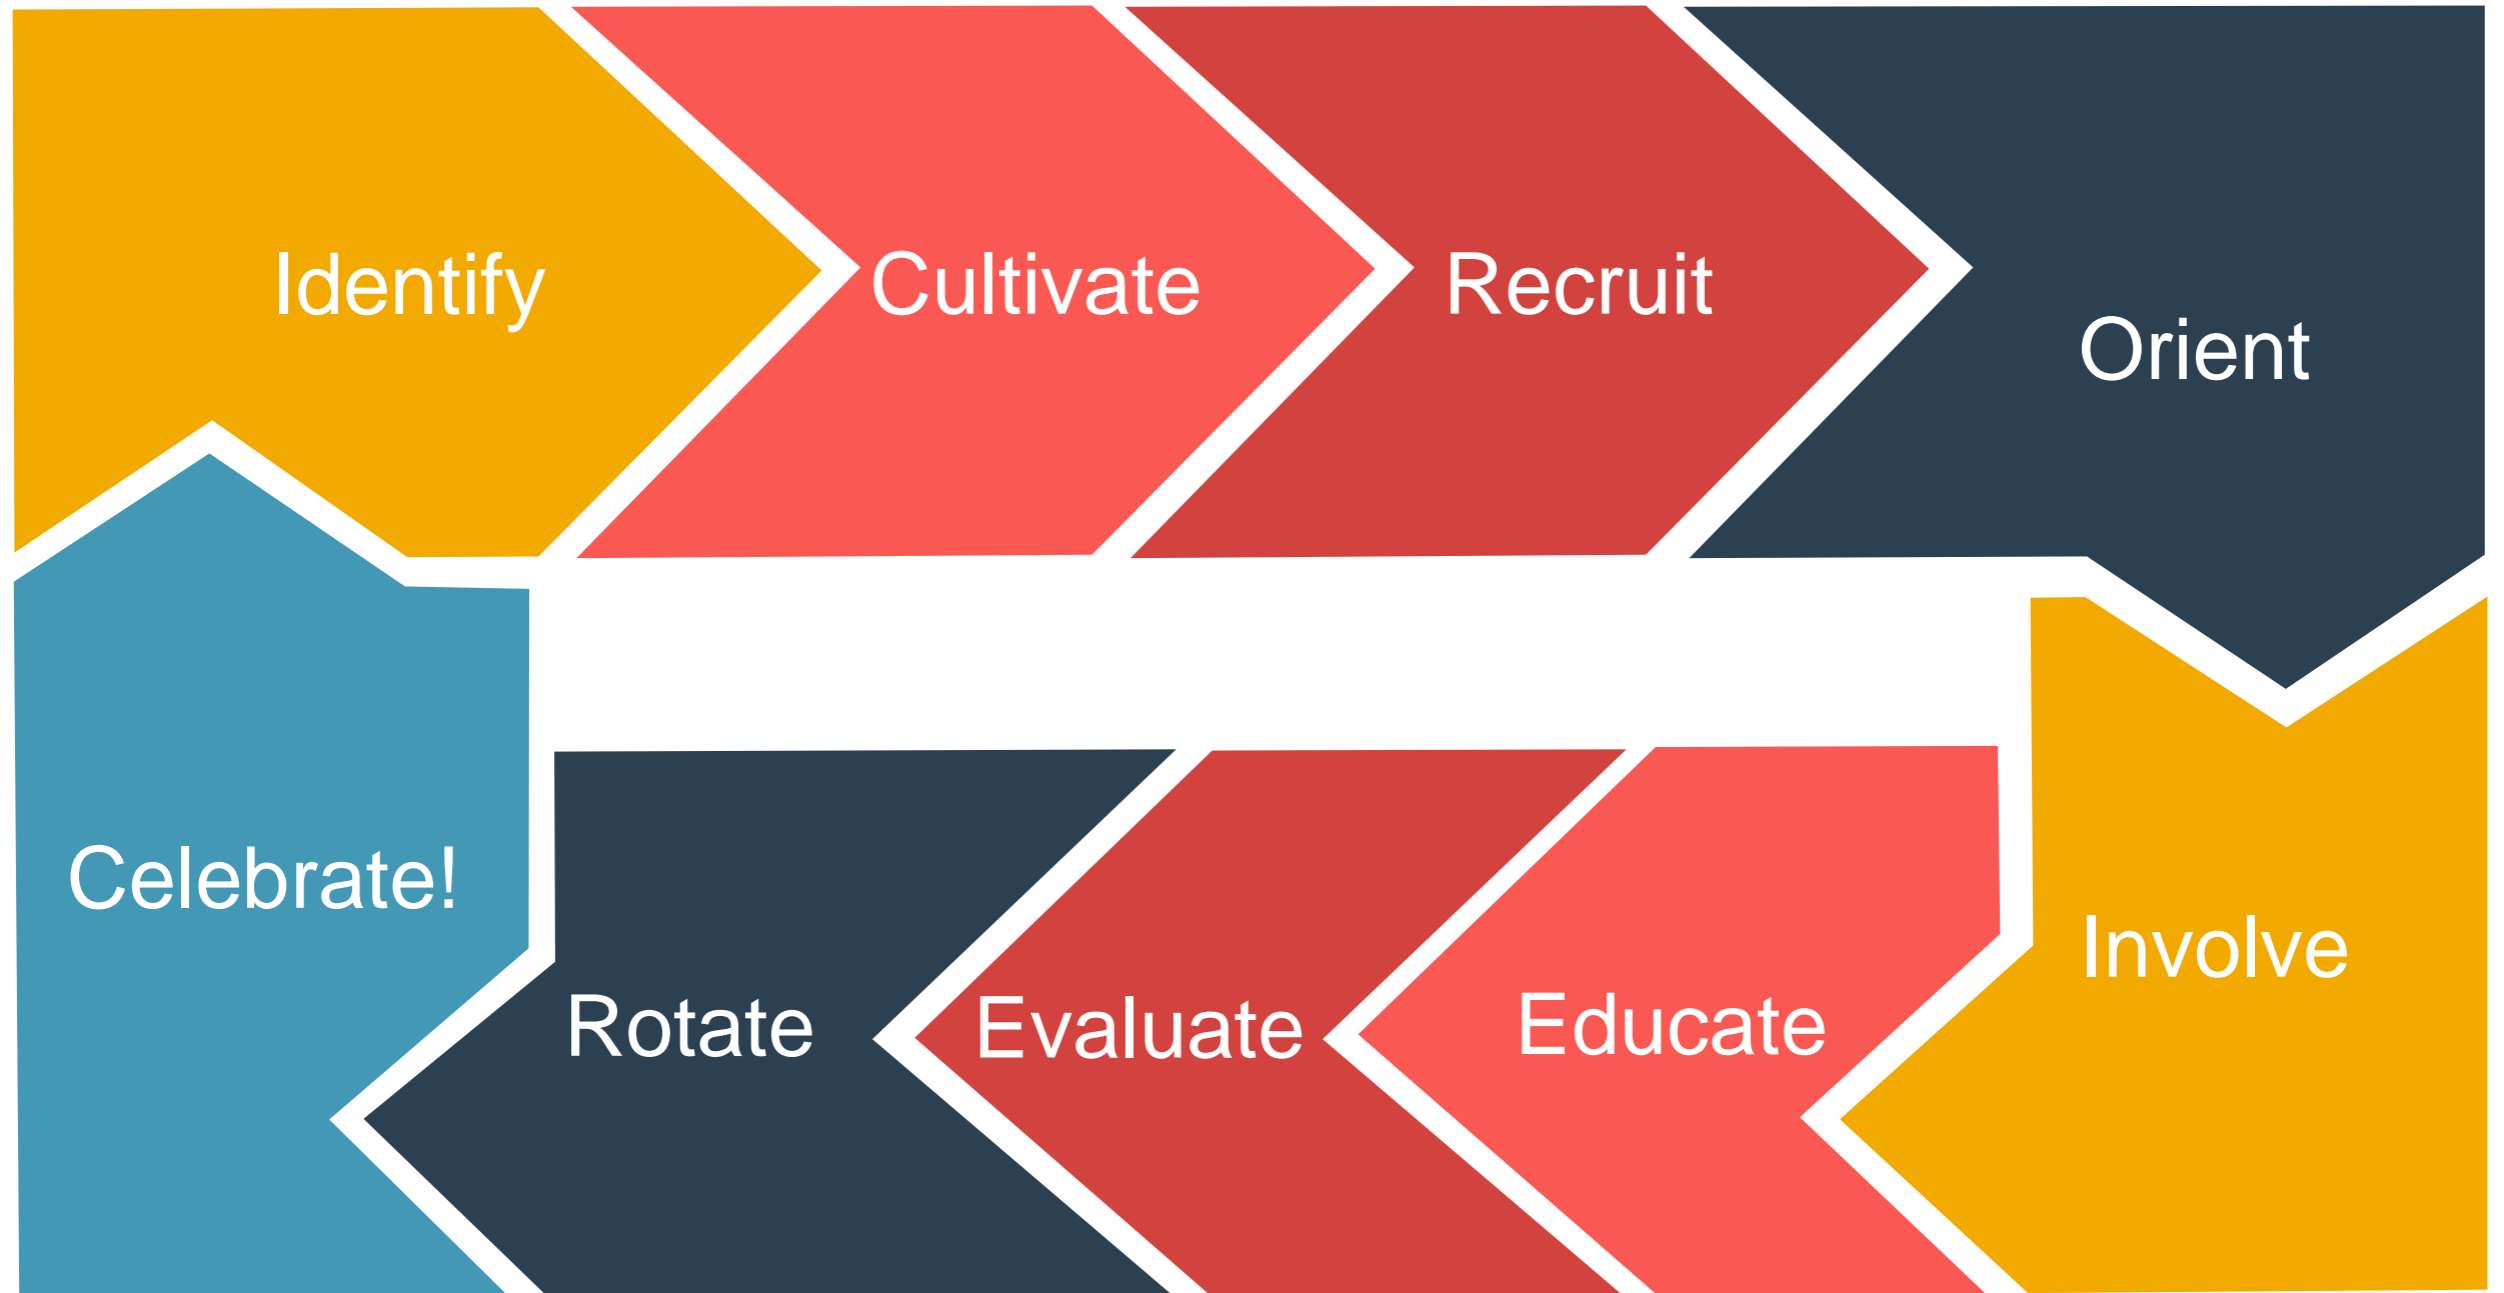 Identify
Cultivate
Recruit
Orient
Involve
Educate
Evaluate
Rotate
Celebrate!